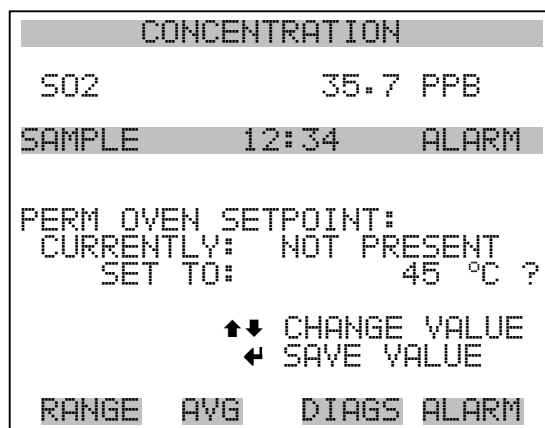 CONCENTRATION
SO2 35.7 PPB
SAMPLE 12:34 ALARM
PERM OVEN SETPOINT:
CURRENTLY: NOT PRESENT
SET TO: 45 ºC ?
⬆⬇ CHANGE VALUE
↵ SAVE VALUE
RANGE AVG DIAGS ALARM